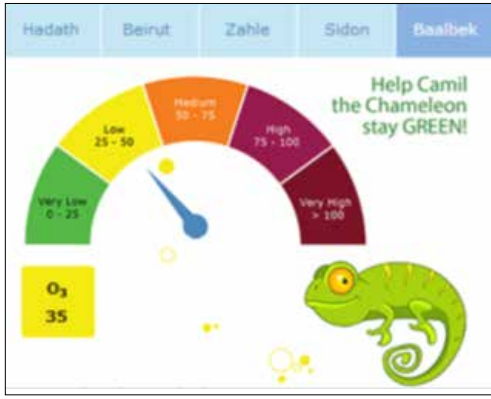 Hadath
Beirut
Zahle
Sidon
Baalbek
Help Camil
the Chameleon
stay GREEN!
Very Low
0 - 25
Low
25 - 50
Medium
50 - 75
High
75 - 100
Very High
> 100
O₃
35